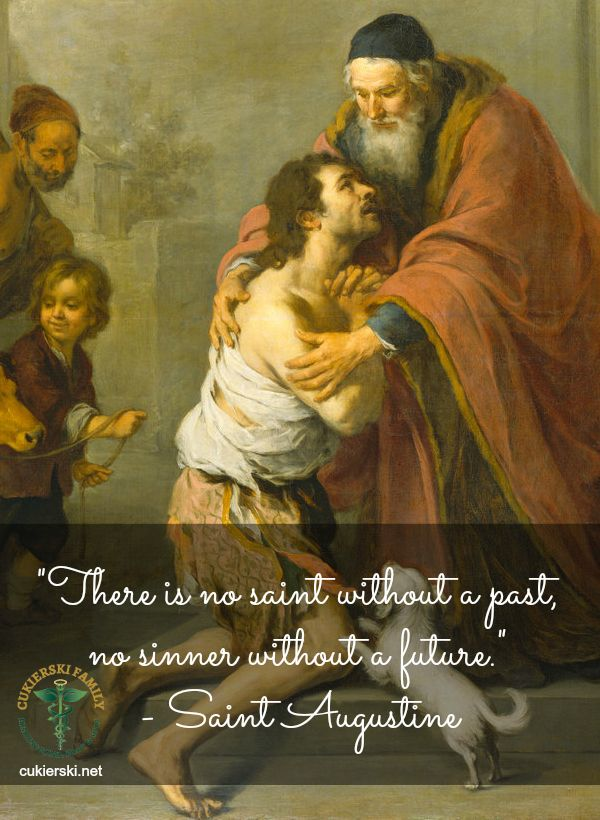 "There is no saint without a past,
no sinner without a future."
- Saint Augustine
CUKIERSKI FAMILY
cukierski.net